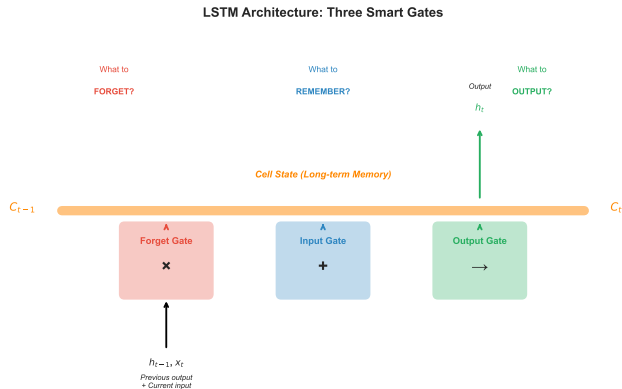 LSTM Architecture: Three Smart Gates
What to
FORGET?
What to
REMEMBER?
What to
OUTPUT?
Output
h_t
Cell State (Long-term Memory)
C_{t-1}
C_t
Forget Gate
×
Input Gate
+
Output Gate
→
h_{t-1}, x_t
Previous output
+ Current input